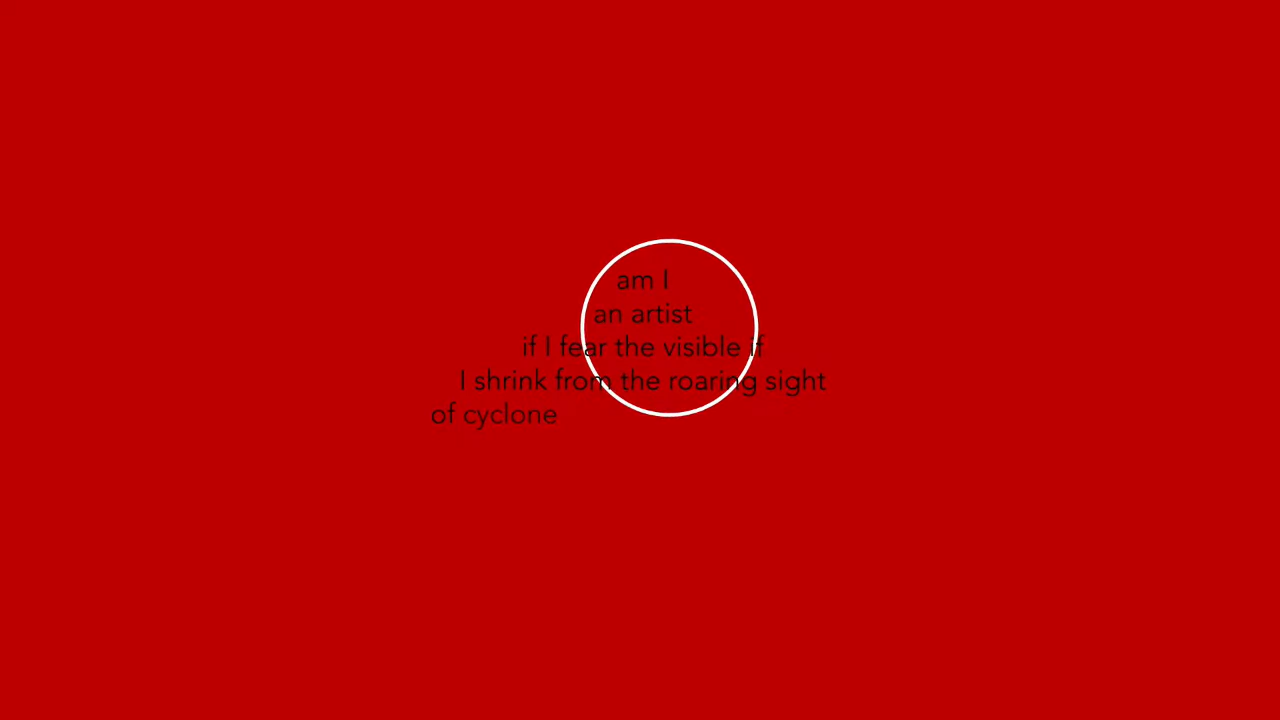 am I
an artist
if I fear the visible if
I shrink from the roaring sight
of cyclone